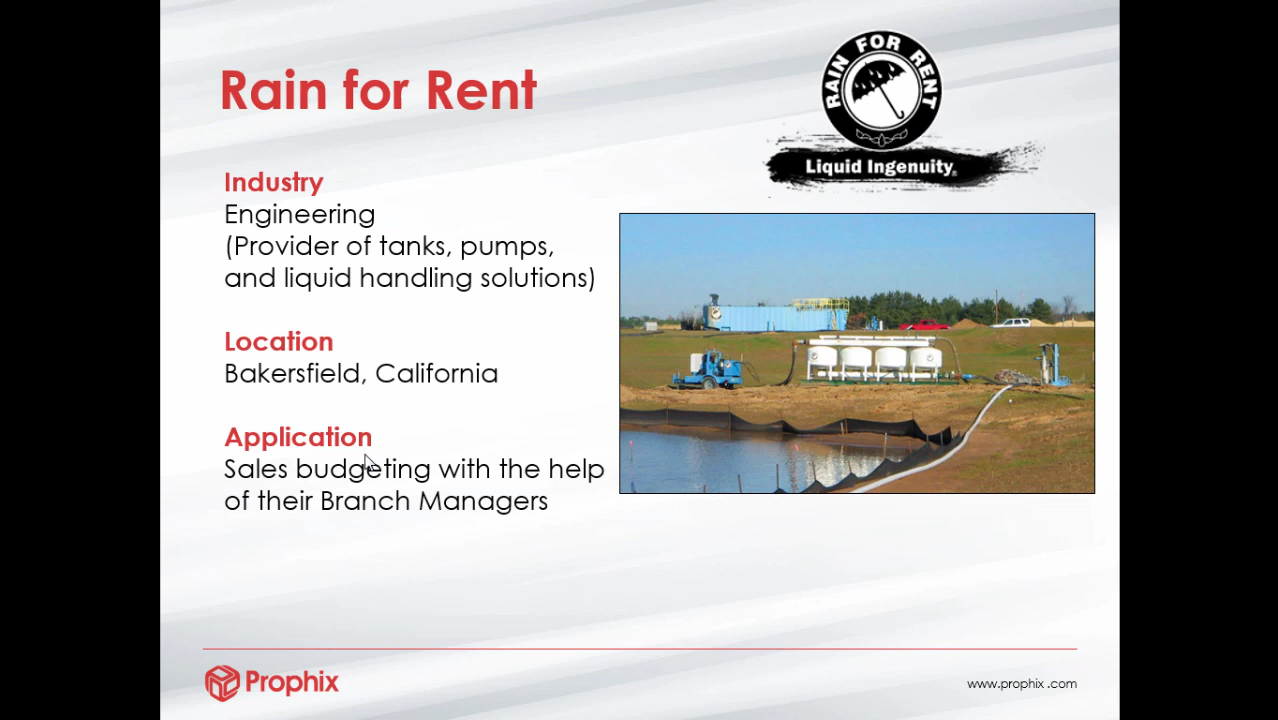 Rain for Rent
RAIN FOR RENT
Liquid Ingenuity®
Industry
Engineering
(Provider of tanks, pumps,
and liquid handling solutions)
Location
Bakersfield, California
Application
Sales budgeting with the help
of their Branch Managers
Prophix
www.prophix .com